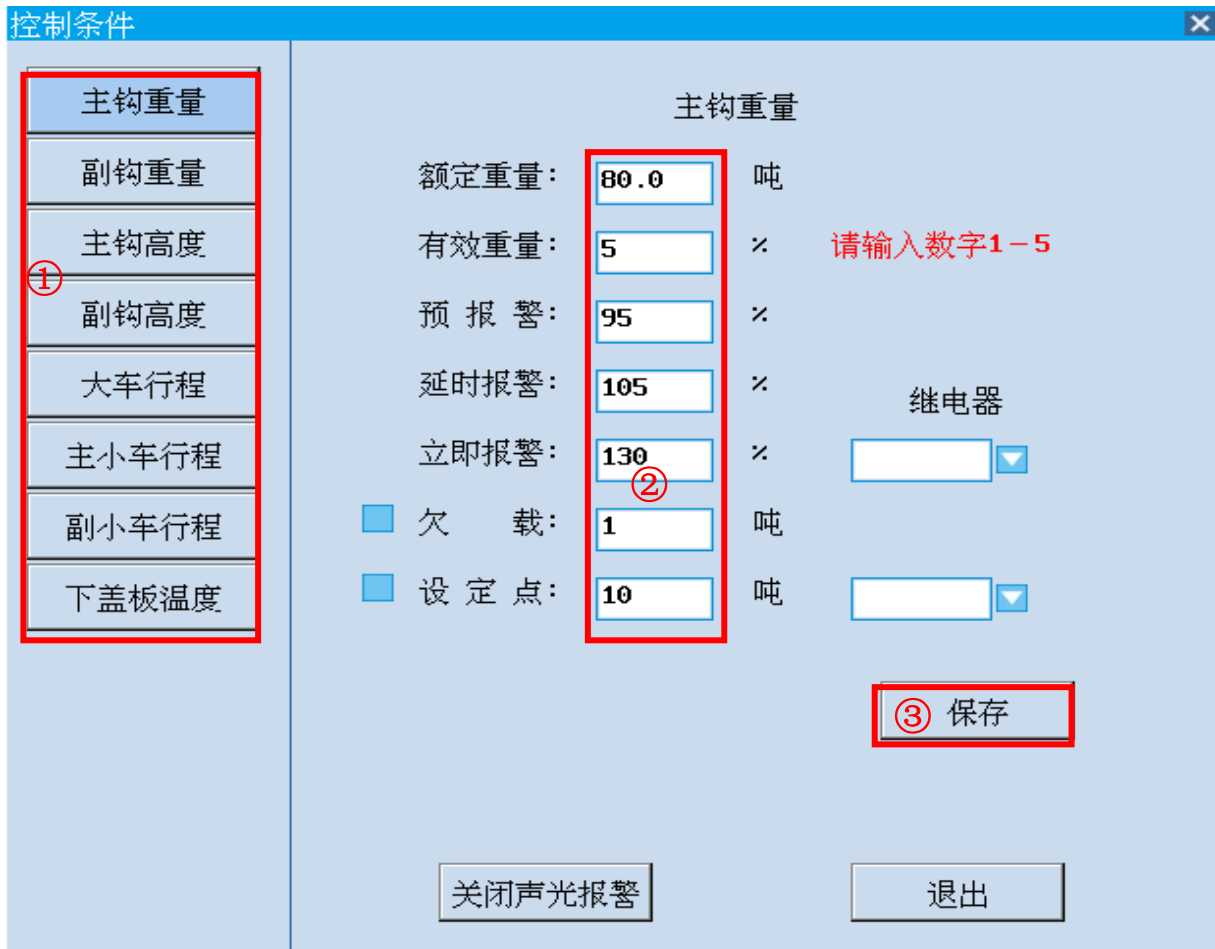 控制条件
主钩重量
副钩重量
主钩高度
①
副钩高度
大车行程
主小车行程
副小车行程
下盖板温度
主钩重量
额定重量： 80.0 吨
有效重量： 5 % 请输入数字1－5
预 报 警： 95 %
延时报警： 105 %
继电器
立即报警： 130 %
②
欠 载： 1 吨
设 定 点： 10 吨
③ 保存
关闭声光报警 退出